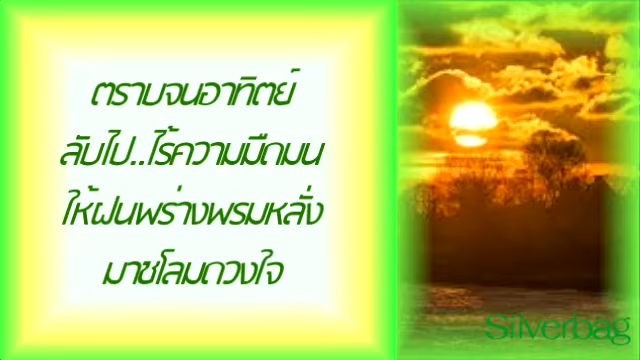 ตราบจนอาทิตย์
ลับไป..ไร้ความมืดมน
ให้ฝนพร่างพรมหลั่ง
มาชโลมดวงใจ
Silverbag